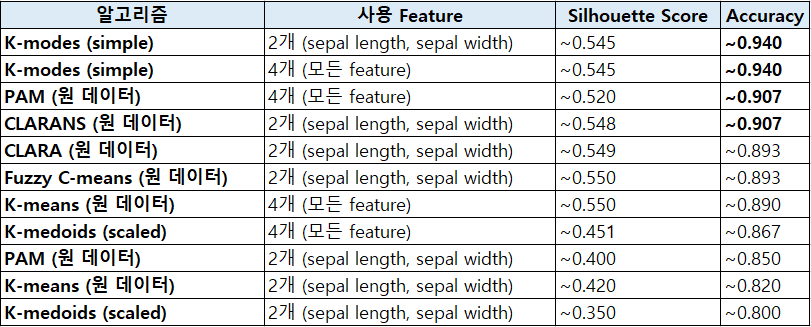 알고리즘 사용 Feature Silhouette Score Accuracy
K-modes (simple) 2개 (sepal length, sepal width) ~0.545 ~0.940
K-modes (simple) 4개 (모든 feature) ~0.545 ~0.940
PAM (원 데이터) 4개 (모든 feature) ~0.520 ~0.907
CLARANS (원 데이터) 2개 (sepal length, sepal width) ~0.548 ~0.907
CLARA (원 데이터) 2개 (sepal length, sepal width) ~0.549 ~0.893
Fuzzy C-means (원 데이터) 2개 (sepal length, sepal width) ~0.550 ~0.893
K-means (원 데이터) 4개 (모든 feature) ~0.550 ~0.890
K-medoids (scaled) 4개 (모든 feature) ~0.451 ~0.867
PAM (원 데이터) 2개 (sepal length, sepal width) ~0.400 ~0.850
K-means (원 데이터) 2개 (sepal length, sepal width) ~0.420 ~0.820
K-medoids (scaled) 2개 (sepal length, sepal width) ~0.350 ~0.800